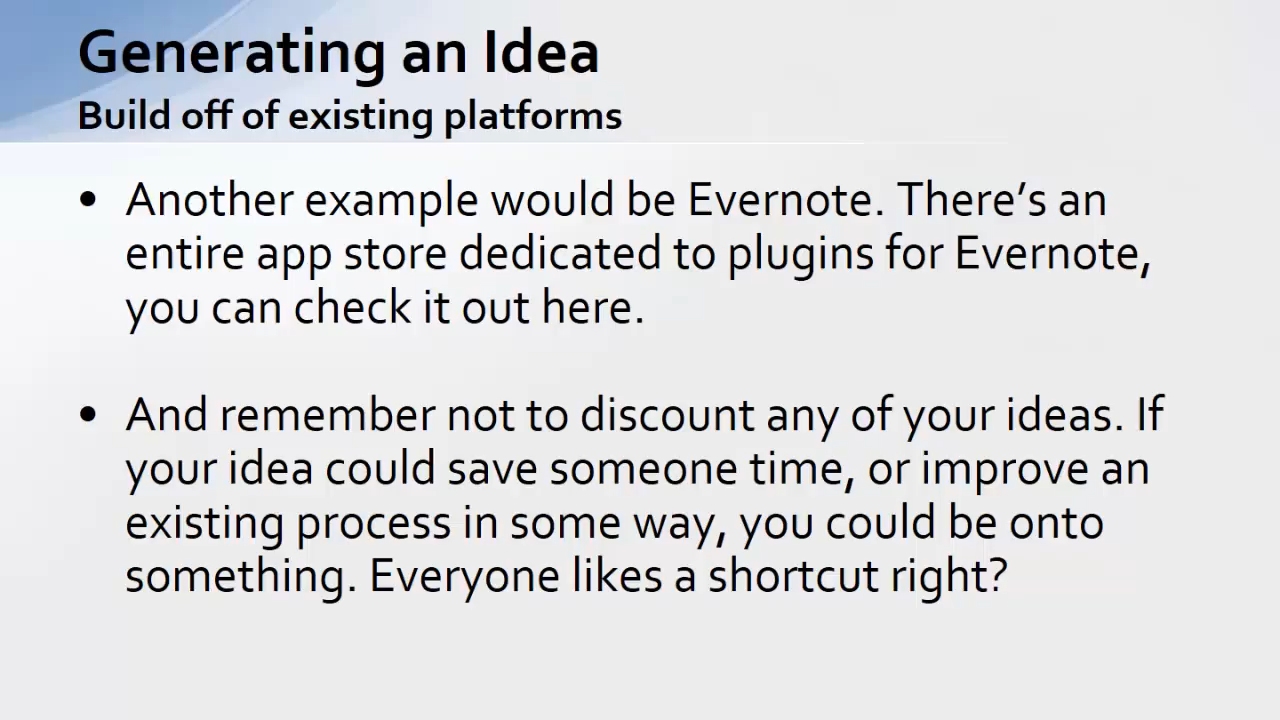 Generating an Idea
Build off of existing platforms
• Another example would be Evernote. There’s an
entire app store dedicated to plugins for Evernote,
you can check it out here.
• And remember not to discount any of your ideas. If
your idea could save someone time, or improve an
existing process in some way, you could be onto
something. Everyone likes a shortcut right?